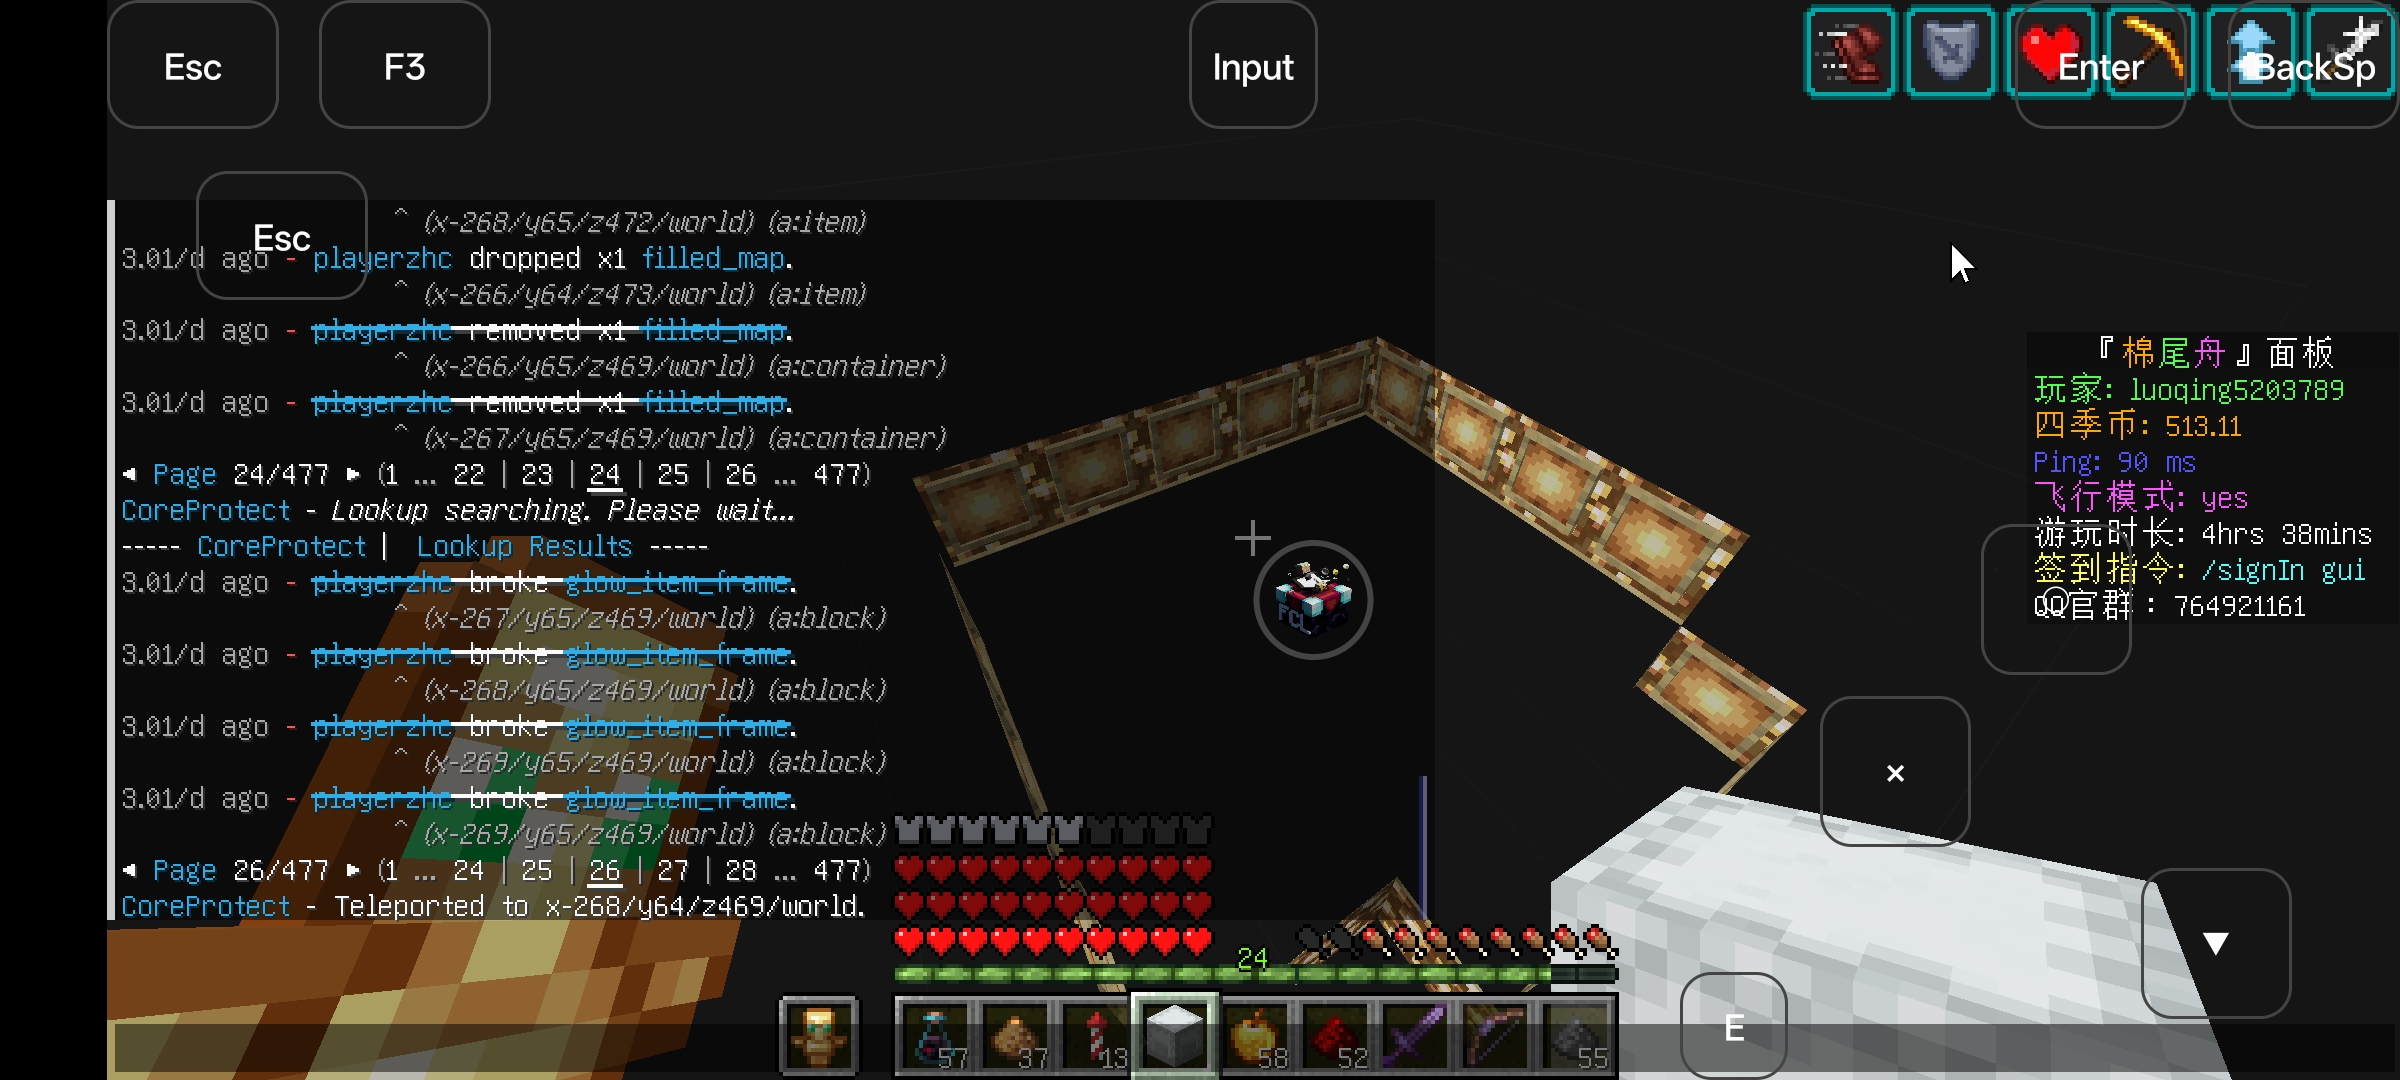 Esc
F3
Input
Enter
BackSp
Esc
^ (x-268/y65/z472/world) (a:item)
3.01/d ago - playerzhc dropped x1 filled_map.
^ (x-266/y64/z473/world) (a:item)
3.01/d ago - playerzhc removed x1 filled_map.
^ (x-266/y65/z469/world) (a:container)
3.01/d ago - playerzhc removed x1 filled_map.
^ (x-267/y65/z469/world) (a:container)
◀ Page 24/477 ▶ (1 ... 22 | 23 | 24 | 25 | 26 ... 477)
CoreProtect - Lookup searching. Please wait...
----- CoreProtect | Lookup Results -----
3.01/d ago - playerzhc broke glow_item_frame.
^ (x-267/y65/z469/world) (a:block)
3.01/d ago - playerzhc broke glow_item_frame.
^ (x-268/y65/z469/world) (a:block)
3.01/d ago - playerzhc broke glow_item_frame.
^ (x-269/y65/z469/world) (a:block)
3.01/d ago - playerzhc broke glow_item_frame.
^ (x-269/y65/z469/world) (a:block)
◀ Page 26/477 ▶ (1 ... 24 | 25 | 26 | 27 | 28 ... 477)
CoreProtect - Teleported to x-268/y64/z469/world.
『棉尾舟』面板
玩家: luoqing5203789
四季币: 513.11
Ping: 90 ms
飞行模式: yes
游玩时长: 4hrs 38mins
签到指令: /signIn gui
QQ官群: 764921161
FCL
×
▼
E
24
57
37
13
58
52
55